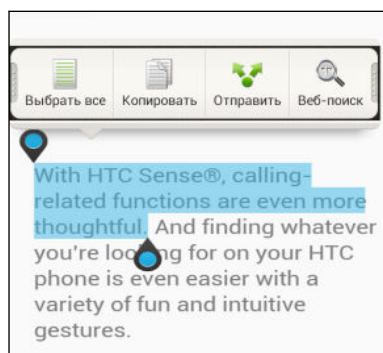 Выбрать все Копировать Отправить Веб-поиск
With HTC Sense®, calling-
related functions are even more
thoughtful. And finding whatever
you're looking for on your HTC
phone is even easier with a
variety of fun and intuitive
gestures.